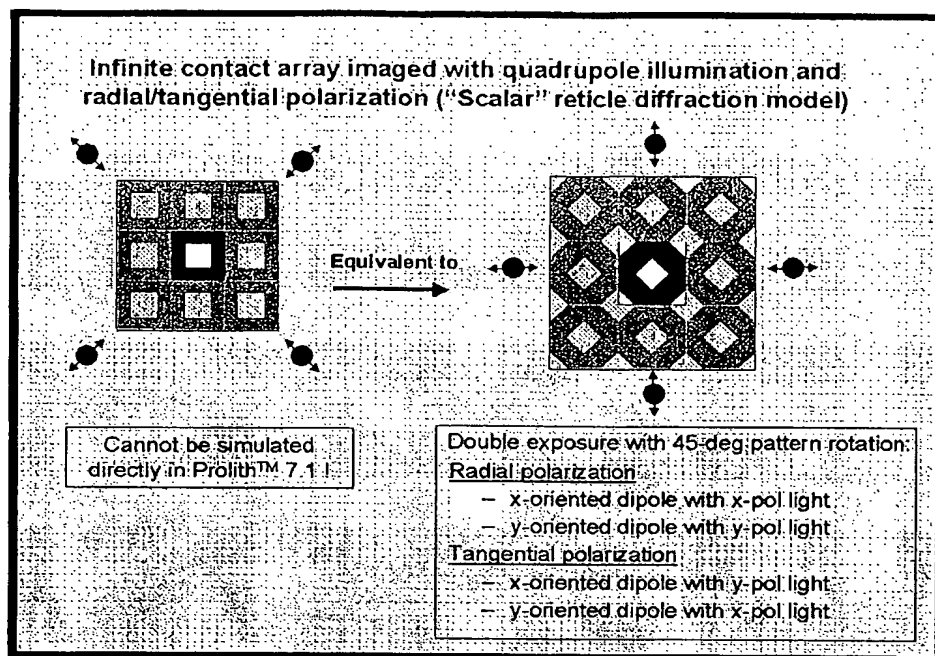 Infinite contact array imaged with quadrupole illumination and
radial/tangential polarization ("Scalar" reticle diffraction model)
Equivalent to
Cannot be simulated
directly in Prolith™ 7.1 !
Double exposure with 45-deg pattern rotation:
Radial polarization
– x-oriented dipole with x-pol light
– y-oriented dipole with y-pol light
Tangential polarization
– x-oriented dipole with y-pol light
– y-oriented dipole with x-pol light